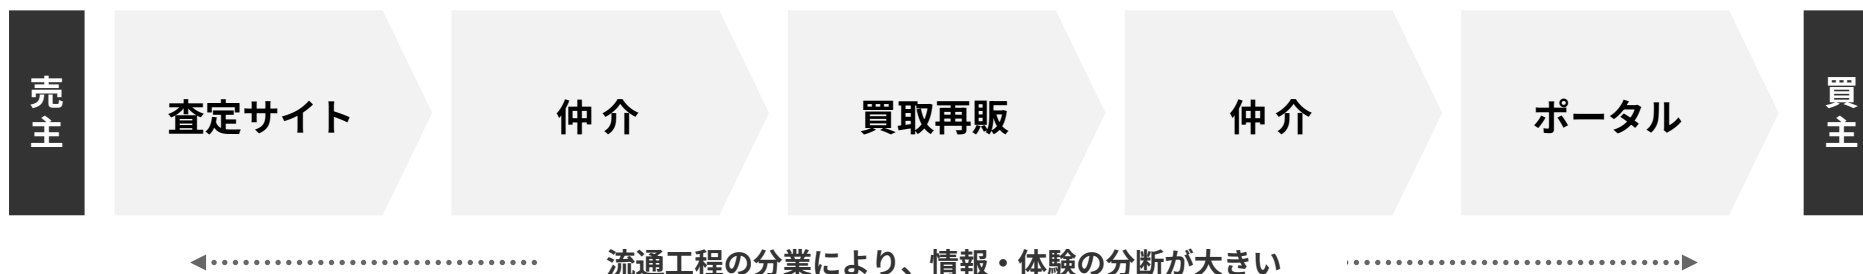 売主
査定サイト
仲介
買取再販
仲介
ポータル
買主
流通工程の分業により、情報・体験の分断が大きい